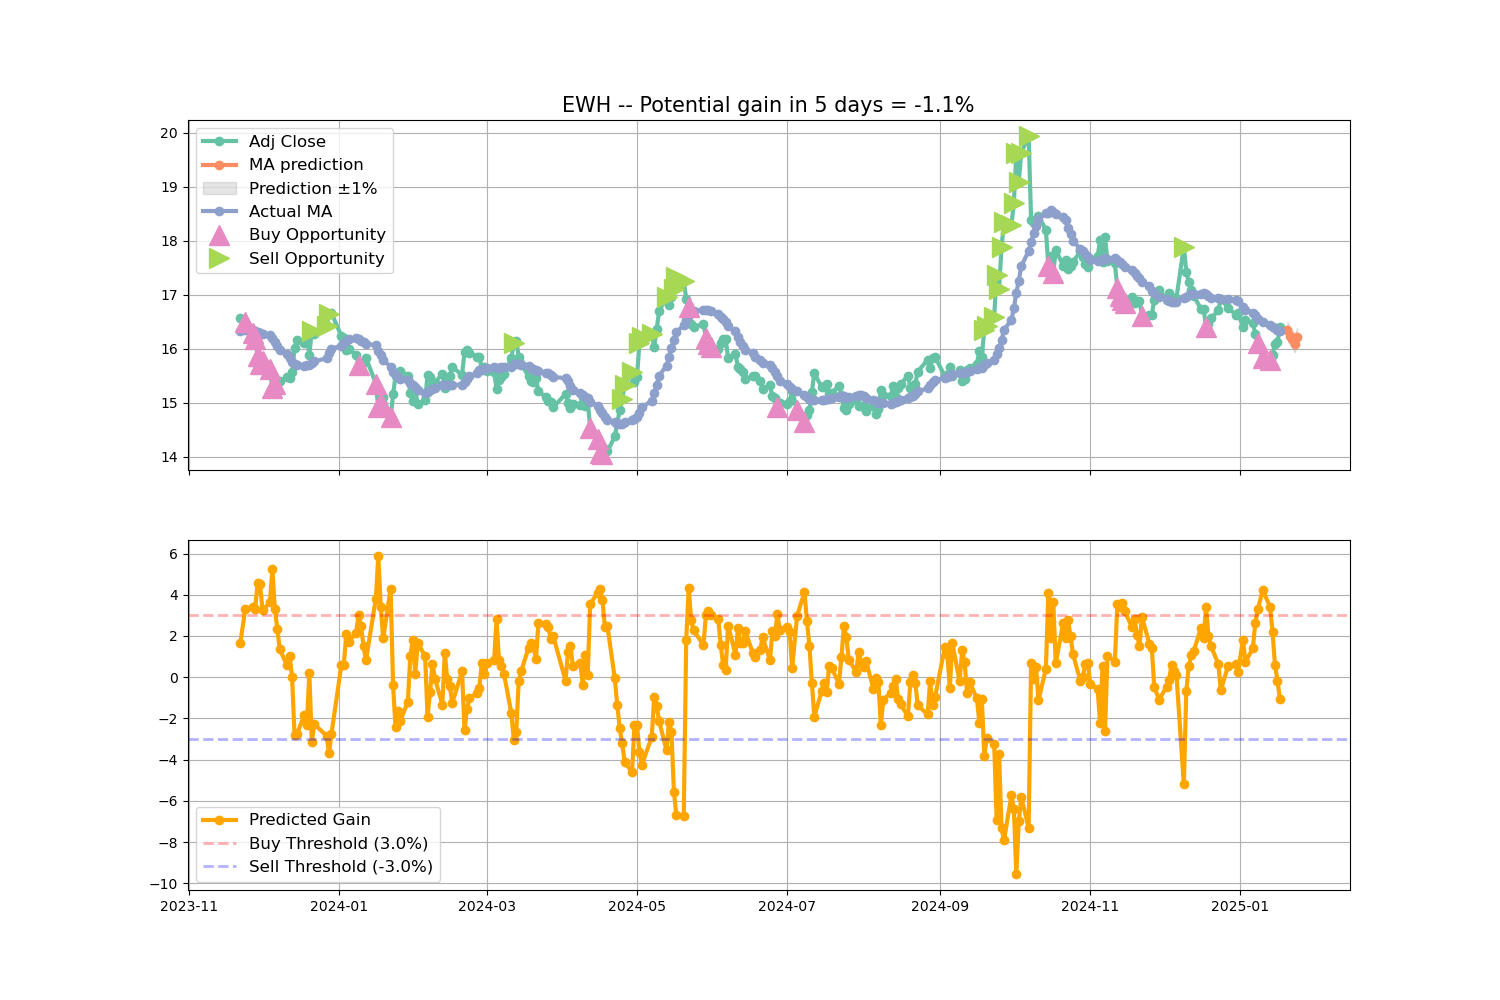 EWH -- Potential gain in 5 days = -1.1%
20
19
18
17
16
15
14
Adj Close
MA prediction
Prediction ±1%
Actual MA
Buy Opportunity
Sell Opportunity
6
4
2
0
−2
−4
−6
−8
−10
Predicted Gain
Buy Threshold (3.0%)
Sell Threshold (-3.0%)
2023-11
2024-01
2024-03
2024-05
2024-07
2024-09
2024-11
2025-01